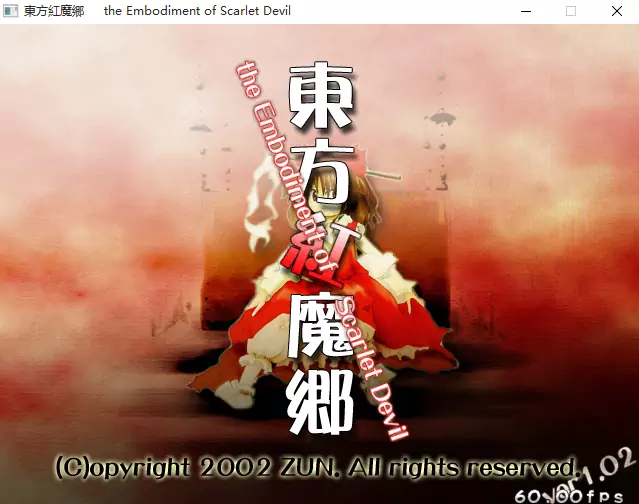 東方紅魔郷 the Embodiment of Scarlet Devil
東方紅魔郷
the Embodiment of Scarlet Devil
(C)opyright 2002 ZUN. All rights reserved.
ver1.02
60.00fps